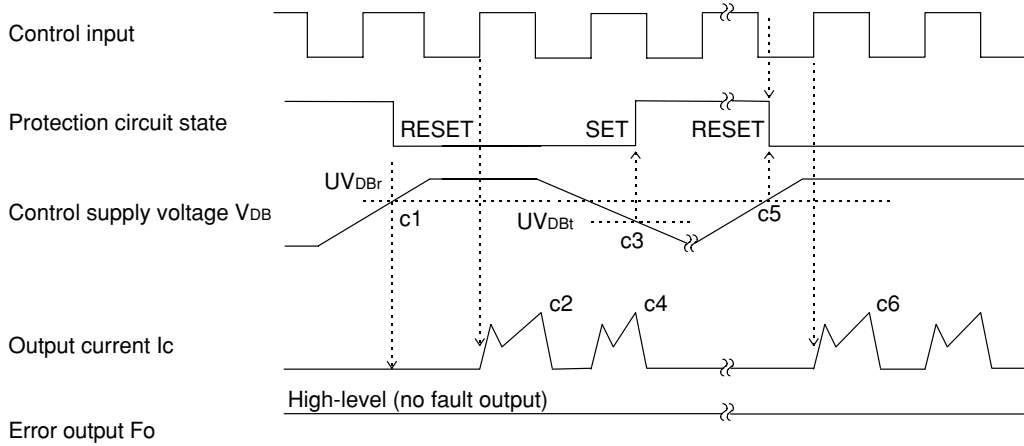 Control input
Protection circuit state
RESET
SET
RESET
UVDBr
Control supply voltage VDB
c1
UVDBt
c3
c5
c2
c4
c6
Output current Ic
High-level (no fault output)
Error output Fo